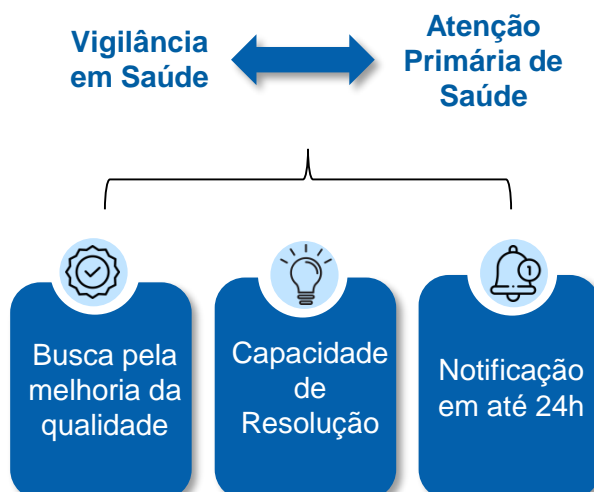 Vigilância
em Saúde
Atenção
Primária de
Saúde
Busca pela
melhoria da
qualidade
Capacidade
de
Resolução
1
Notificação
em até 24h